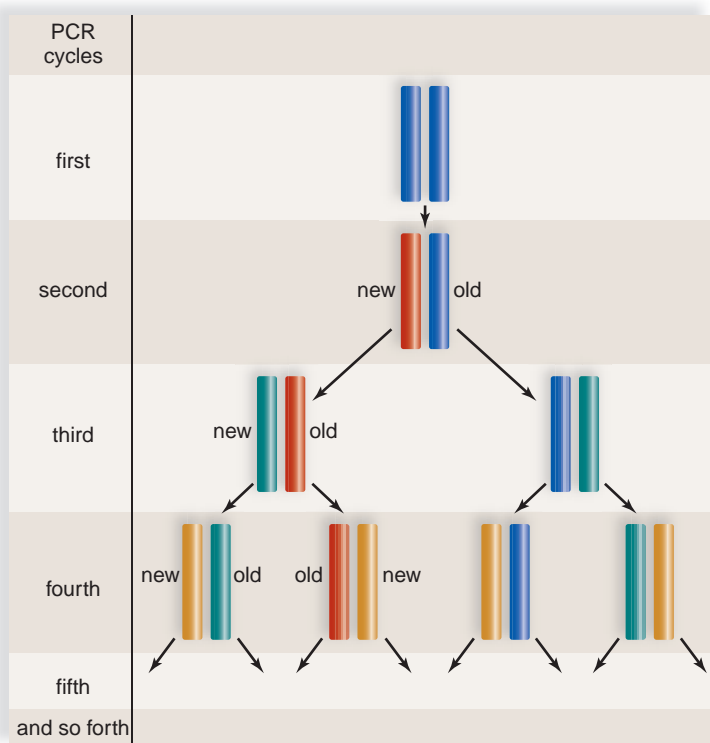 PCR
cycles
first
second
new
old
third
new
old
fourth
new
old
old
new
fifth
and so forth